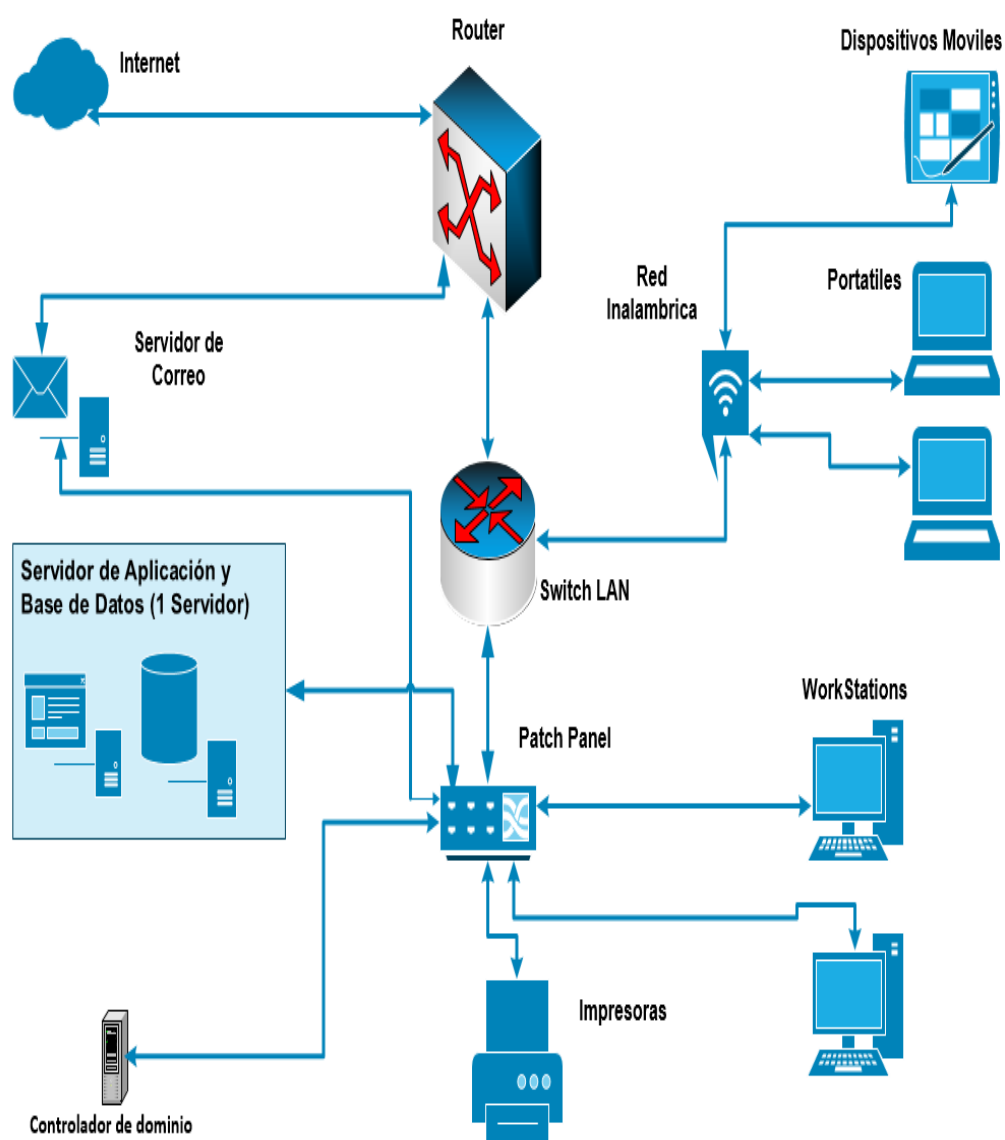 Router
Dispositivos Moviles
Internet
Red
Inalambrica
Portatiles
Servidor de
Correo
Servidor de Aplicación y
Base de Datos (1 Servidor)
Switch LAN
WorkStations
Patch Panel
Impresoras
Controlador de dominio